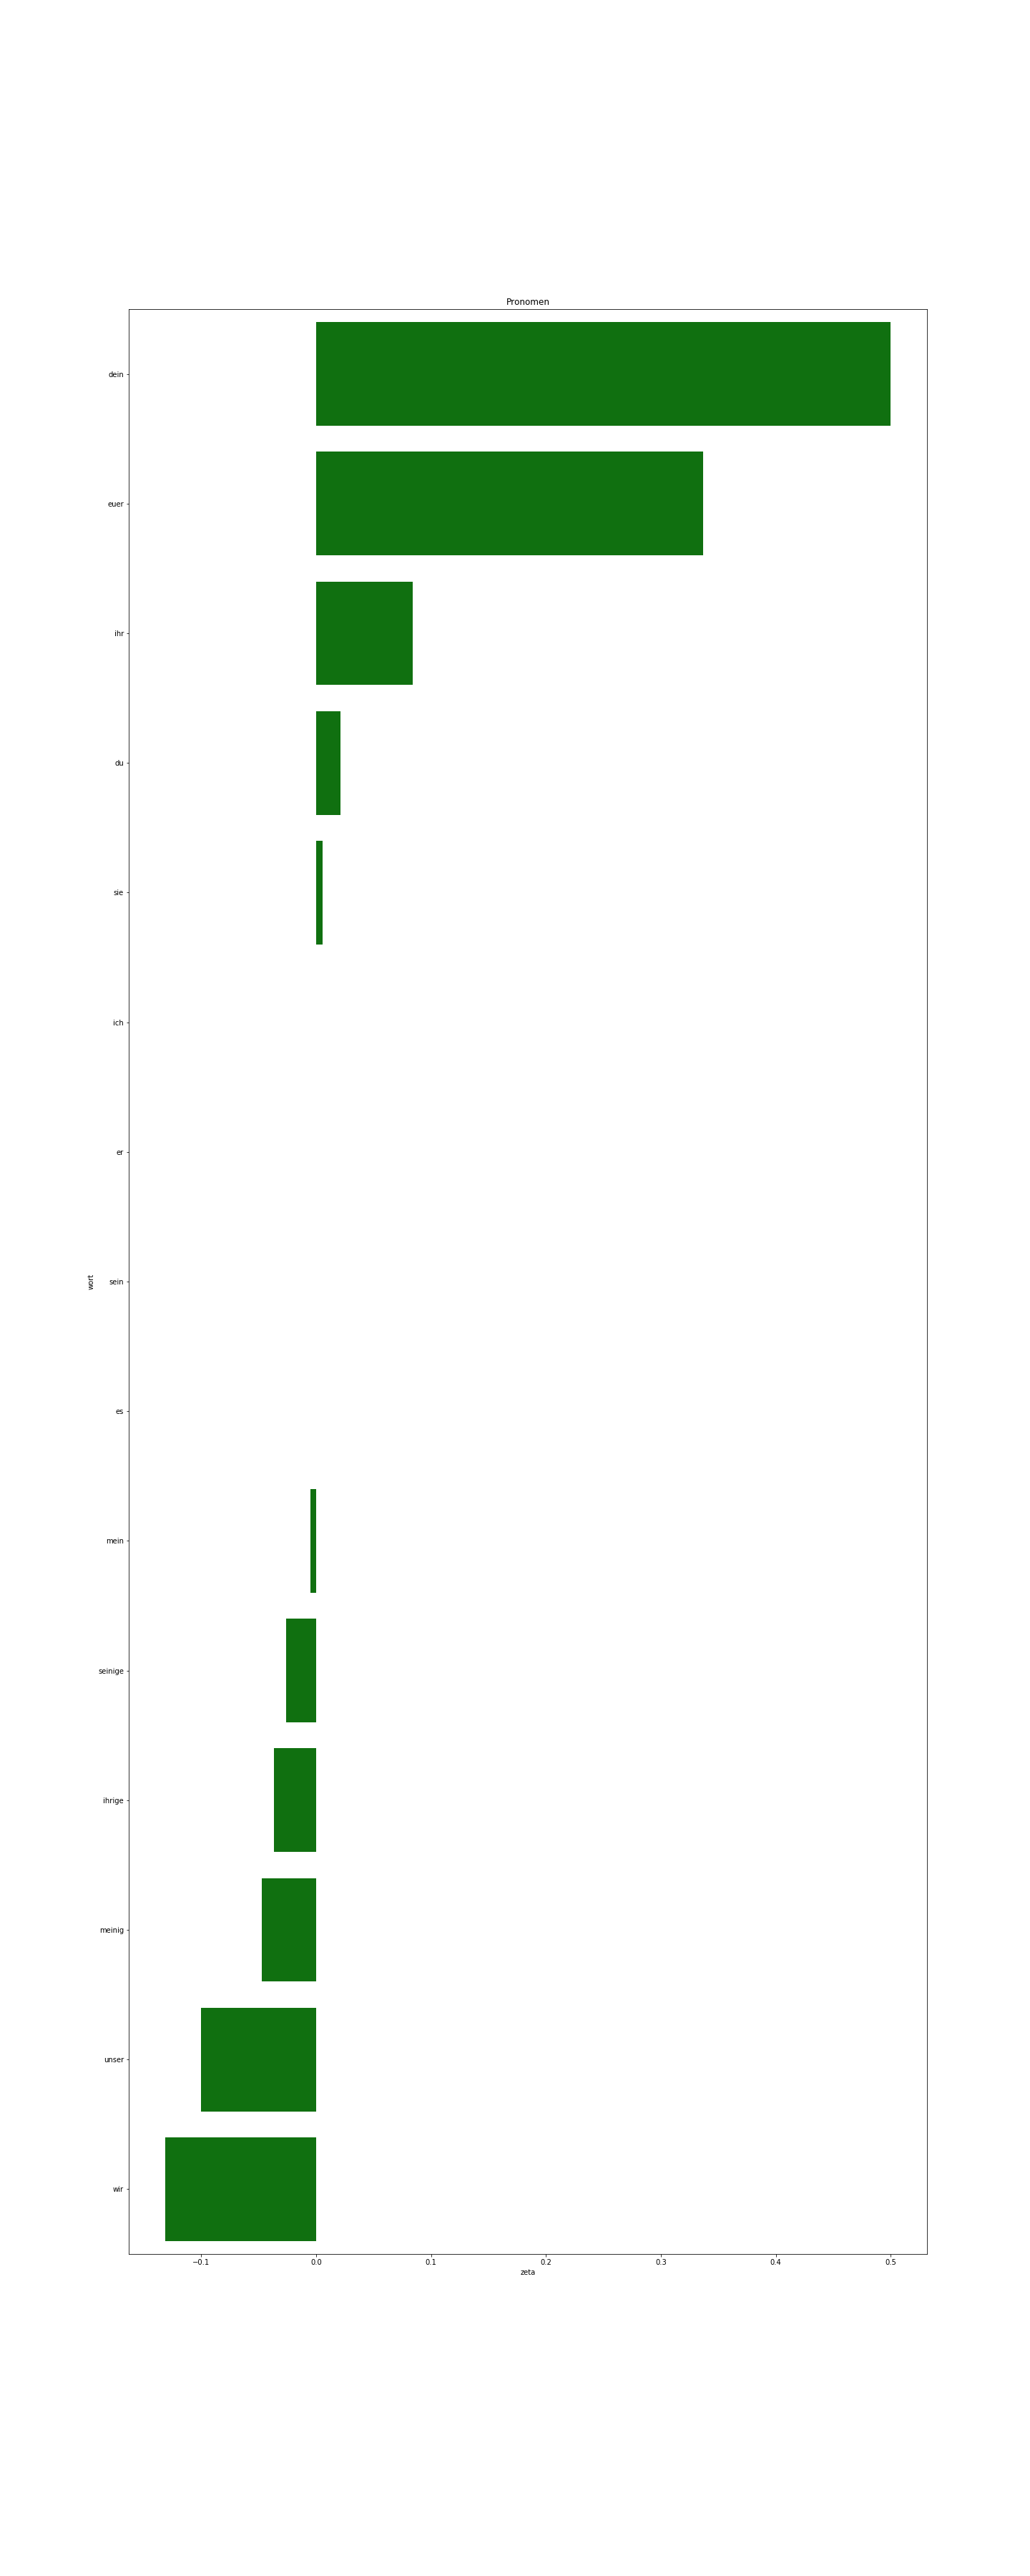 Pronomen
dein
euer
ihr
du
sie
ich
er
sein
wort
es
mein
seinige
ihrige
meinig
unser
wir
−0.1 0.0 0.1 0.2 0.3 0.4 0.5
zeta